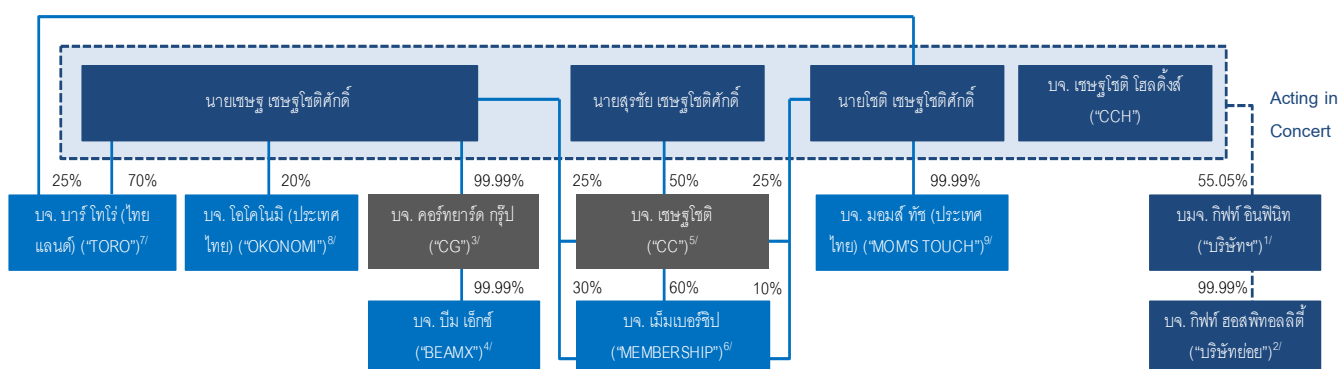 นายเชษฐ เชษฐโชติศักดิ์
นายสุรชัย เชษฐโชติศักดิ์
นายโชติ เชษฐโชติศักดิ์
บจ. เชษฐโชติ โฮลดิ้งส์
(“CCH”)
Acting in
Concert
25%
70%
20%
99.99%
25%
50%
25%
99.99%
55.05%
บจ. บาร์ โทโร่ (ไทย
แลนด์) (“TORO”)7/
บจ. โอโคโนมิ (ประเทศ
ไทย) (“OKONOMI”)8/
บจ. คอร์ทยาร์ด กรุ๊ป
(“CG”)3/
บจ. เชษฐโชติ
(“CC”)5/
บจ. มอมส์ ทัช (ประเทศ
ไทย) (“MOM'S TOUCH”)9/
บมจ. กิฟท์ อินฟินิท
(“บริษัทฯ”)1/
99.99%
30%
60%
10%
99.99%
บจ. บีม เอ็กซ์
(“BEAMX”)4/
บจ. เม็มเบอร์ชิป
(“MEMBERSHIP”)6/
บจ. กิฟท์ ฮอสพิทอลลิตี้
(“บริษัทย่อย”)2/